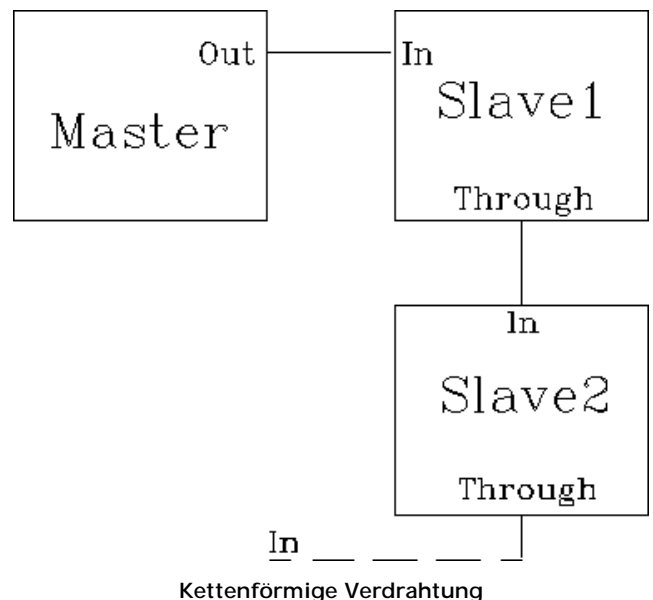 Out
In
Master
Slave1
Through
In
Slave2
Through
In
Kettenförmige Verdrahtung